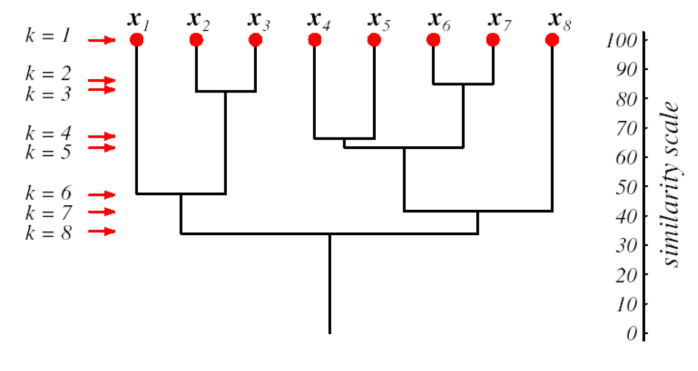 x1 x2 x3 x4 x5 x6 x7 x8
k = 1
k = 2
k = 3
k = 4
k = 5
k = 6
k = 7
k = 8
100
90
80
70
60
50
40
30
20
10
0
similarity scale